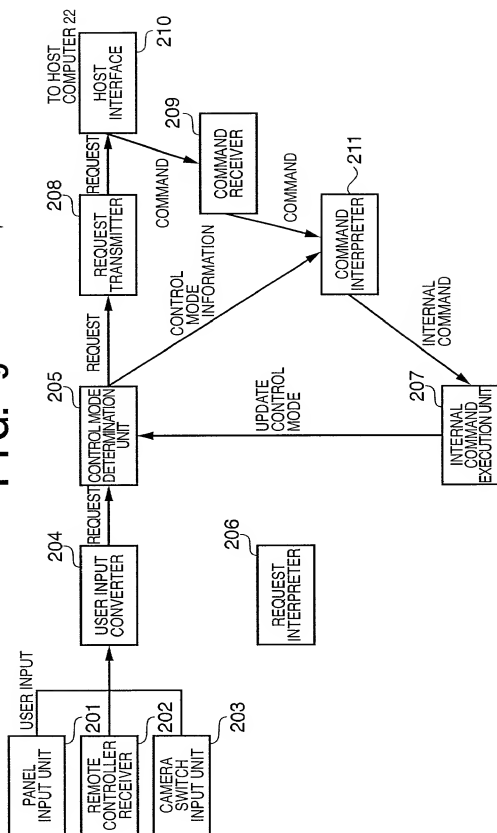 TO HOST
COMPUTER 22
HOST
INTERFACE
210
REQUEST
208
REQUEST
TRANSMITTER
COMMAND
209
COMMAND
RECEIVER
COMMAND
211
COMMAND
INTERPRETER
REQUEST
CONTROL
MODE
INFORMATION
INTERNAL
COMMAND
205
CONTROL MODE
DETERMINATION
UNIT
UPDATE
CONTROL
MODE
207
INTERNAL
COMMAND
EXECUTION UNIT
REQUEST
204
USER INPUT
CONVERTER
206
REQUEST
INTERPRETER
USER INPUT
201
PANEL
INPUT UNIT
202
REMOTE
CONTROLLER
RECEIVER
203
CAMERA
SWITCH
INPUT UNIT